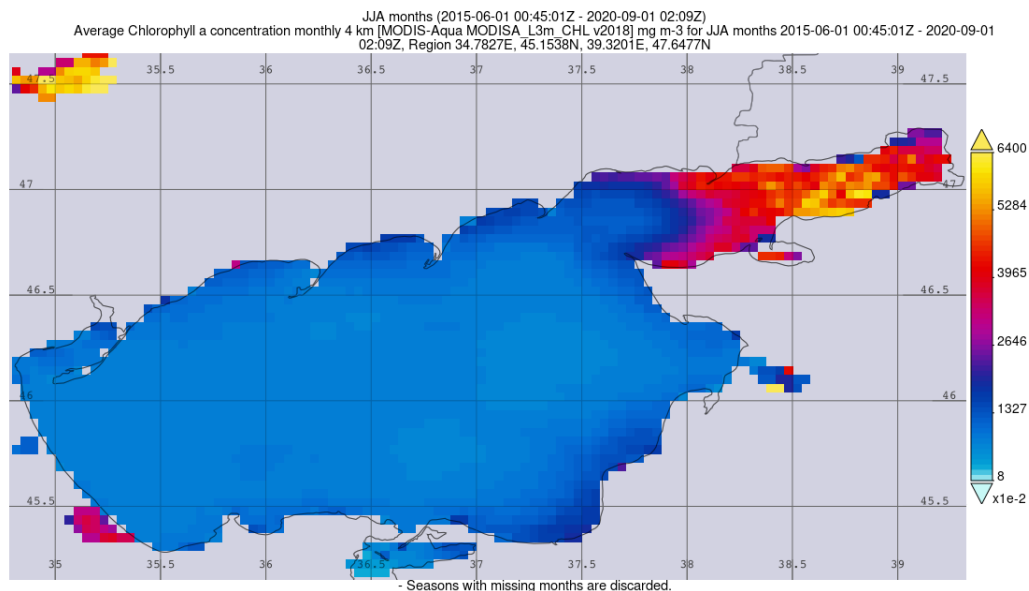 JJA months (2015-06-01 00:45:01Z - 2020-09-01 02:09Z)
Average Chlorophyll a concentration monthly 4 km [MODIS-Aqua MODISA_L3m_CHL v2018] mg m-3 for JJA months 2015-06-01 00:45:01Z - 2020-09-01
02:09Z, Region 34.7827E, 45.1538N, 39.3201E, 47.6477N
35.5 36 36.5 37 37.5 38 38.5 39
47.5 47.5
6400
47 47
5284
3965
46.5 46.5
2646
46 46
1327
8
x1e-2
45.5 45.5
35 35.5 36 36.5 37 37.5 38 38.5 39
- Seasons with missing months are discarded.